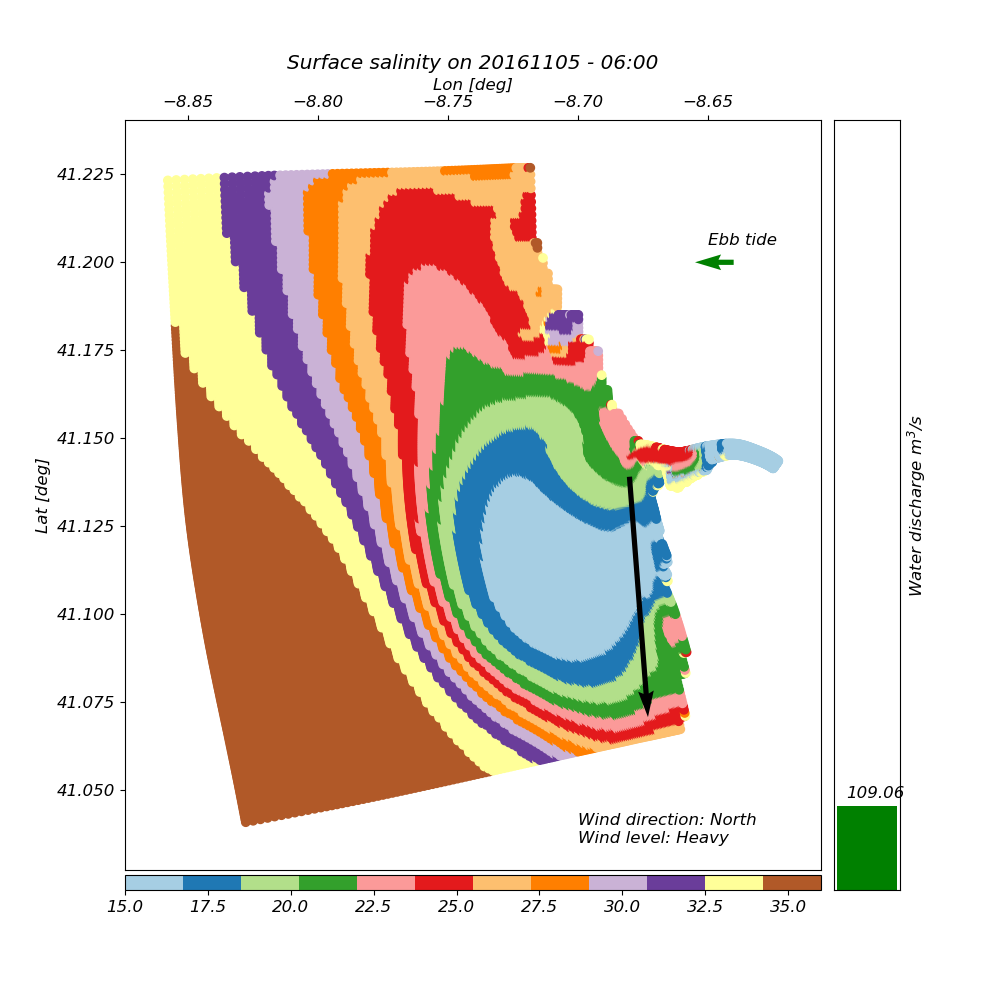 Surface salinity on 20161105 - 06:00
Lon [deg]
−8.85 −8.80 −8.75 −8.70 −8.65
41.225
41.200
41.175
41.150
41.125
41.100
41.075
41.050
Lat [deg]
Ebb tide
Wind direction: North
Wind level: Heavy
15.0 17.5 20.0 22.5 25.0 27.5 30.0 32.5 35.0
109.06
Water discharge m³/s